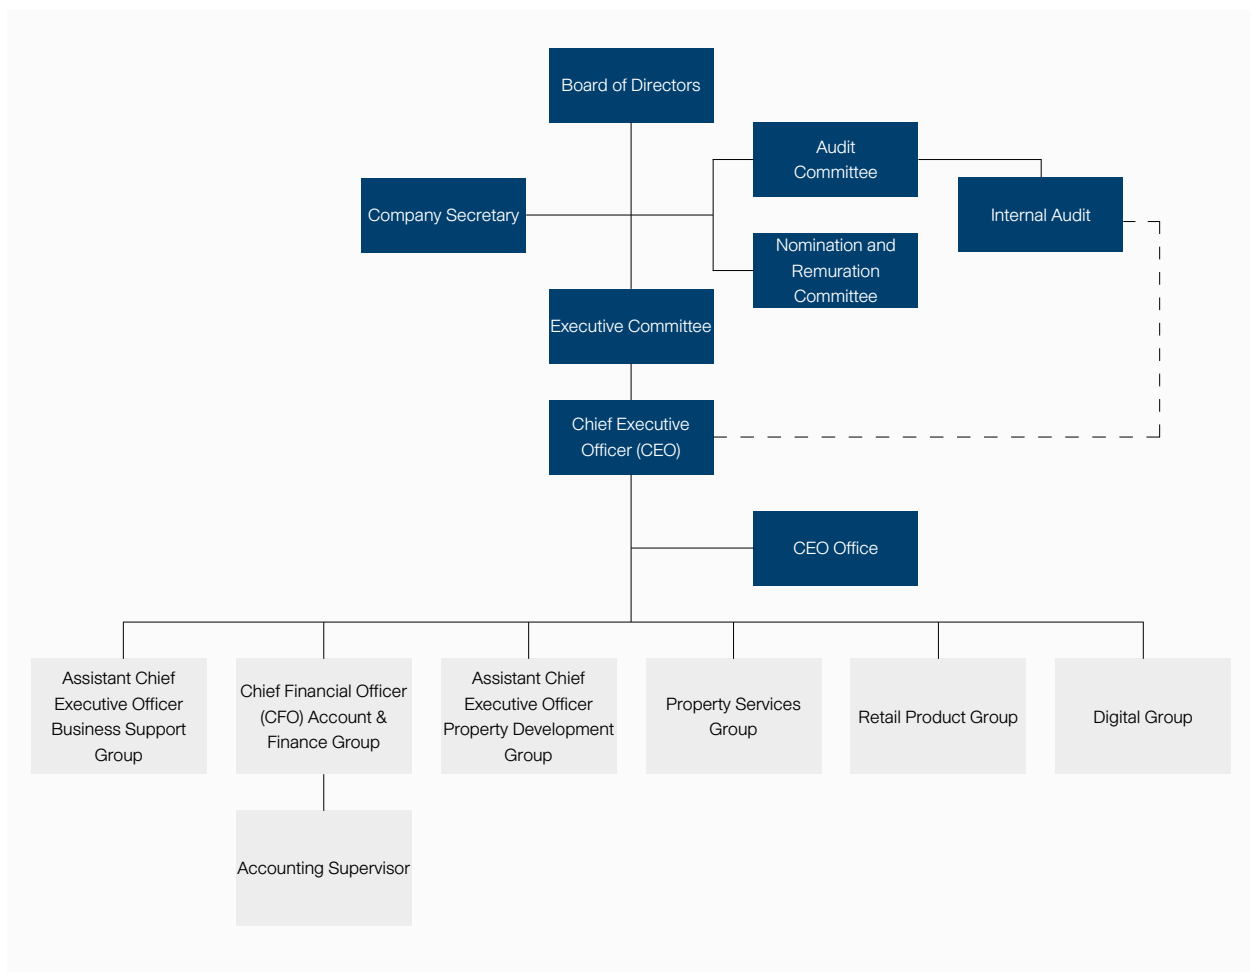 Board of Directors
Audit
Committee
Company Secretary
Internal Audit
Nomination and
Remuration
Committee
Executive Committee
Chief Executive
Officer (CEO)
CEO Office
Assistant Chief
Executive Officer
Business Support
Group
Chief Financial Officer
(CFO) Account &
Finance Group
Assistant Chief
Executive Officer
Property Development
Group
Property Services
Group
Retail Product Group
Digital Group
Accounting Supervisor